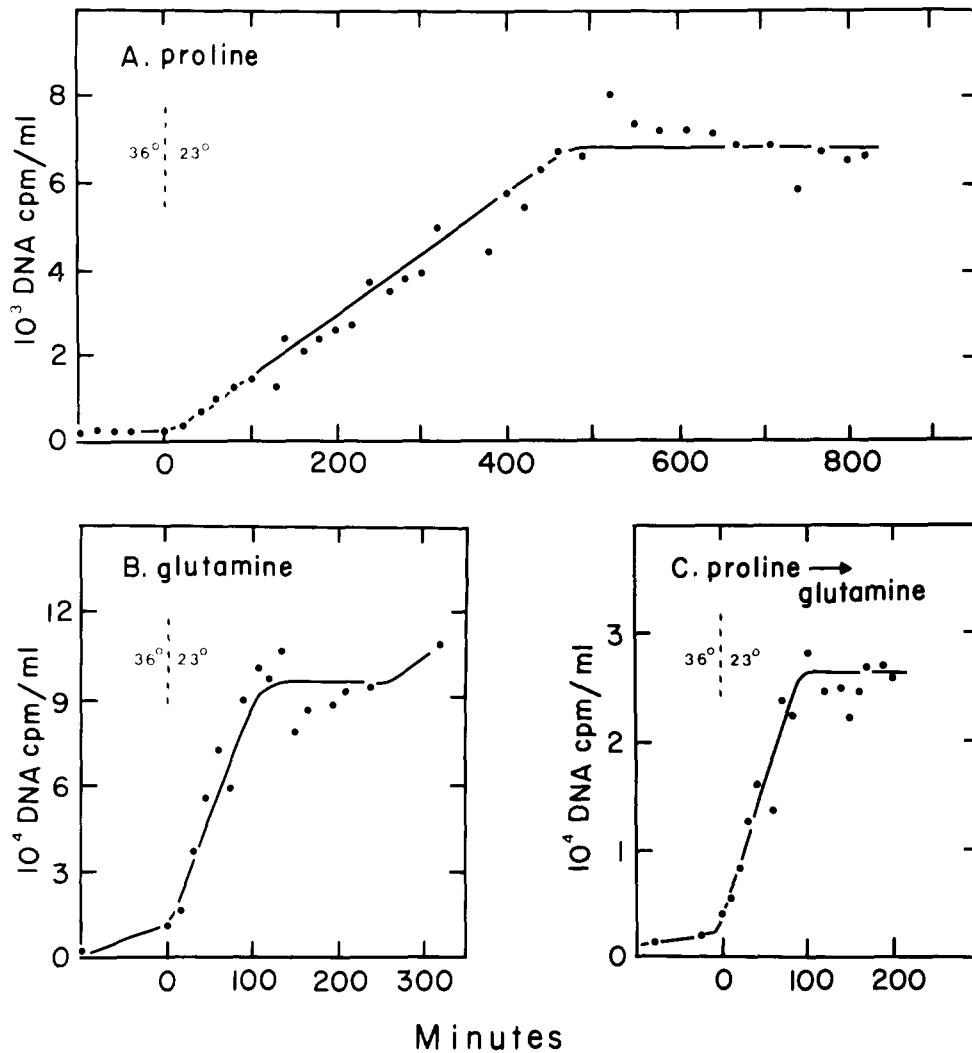 A. proline
36° 23°
10³ DNA cpm/ml
8
6
4
2
0
0 200 400 600 800
B. glutamine
36° 23°
10⁴ DNA cpm/ml
12
9
6
3
0
0 100 200 300
C. proline →
glutamine
36° 23°
10⁴ DNA cpm/ml
3
2
1
0
0 100 200
Minutes